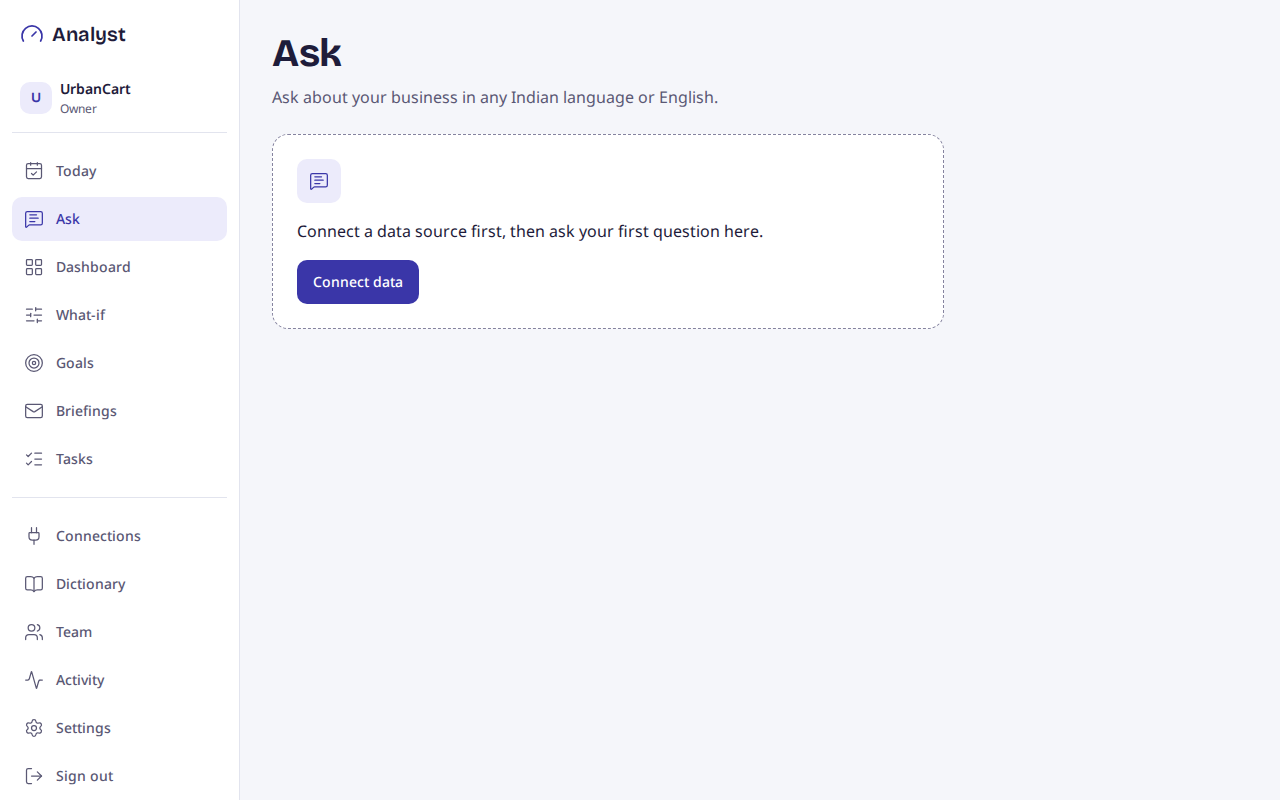 Analyst
U
UrbanCart
Owner
Today
Ask
Dashboard
What-if
Goals
Briefings
Tasks
Connections
Dictionary
Team
Activity
Settings
Sign out
Ask
Ask about your business in any Indian language or English.
Connect a data source first, then ask your first question here.
Connect data